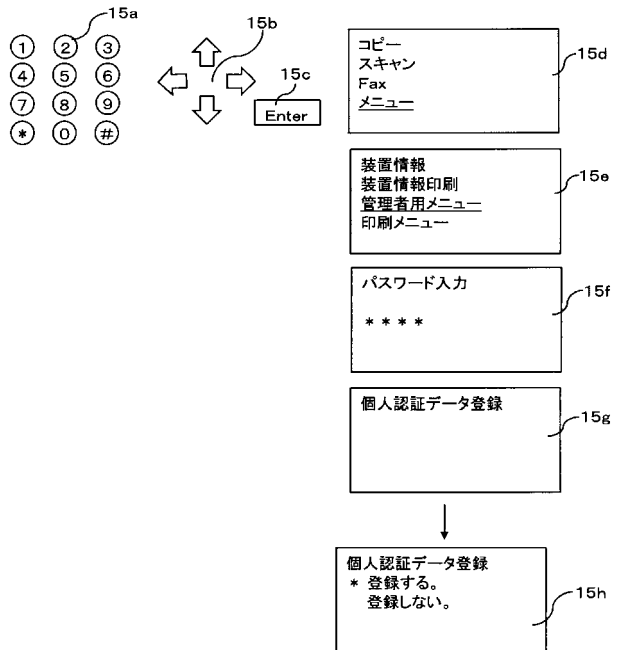 15a
① ② ③
④ ⑤ ⑥
⑦ ⑧ ⑨
* 0 #
15b
15c
Enter
コピー
スキャン
Fax
メニュー
15d
装置情報
装置情報印刷
管理者用メニュー
印刷メニュー
15e
パスワード入力
* * * *
15f
個人認証データ登録
15g
個人認証データ登録
* 登録する。
登録しない。
15h